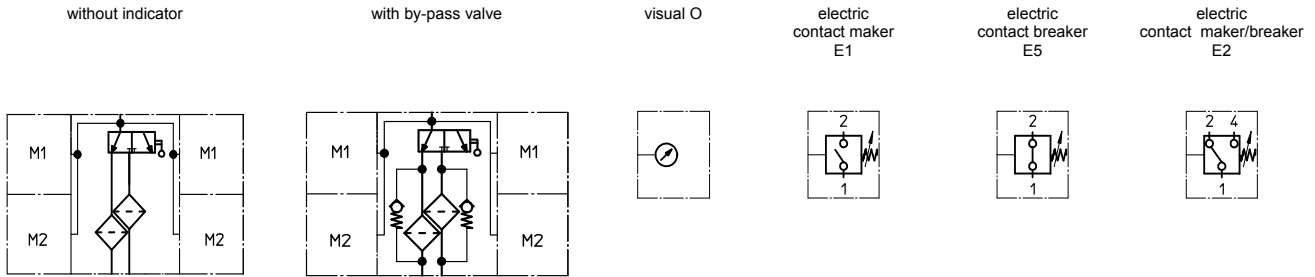 without indicator
with by-pass valve
visual O
electric
contact maker
E1
electric
contact breaker
E5
electric
contact maker/breaker
E2
M1
M1
M2
M2
M1
M1
M2
M2
2
1
2
1
2 4
1